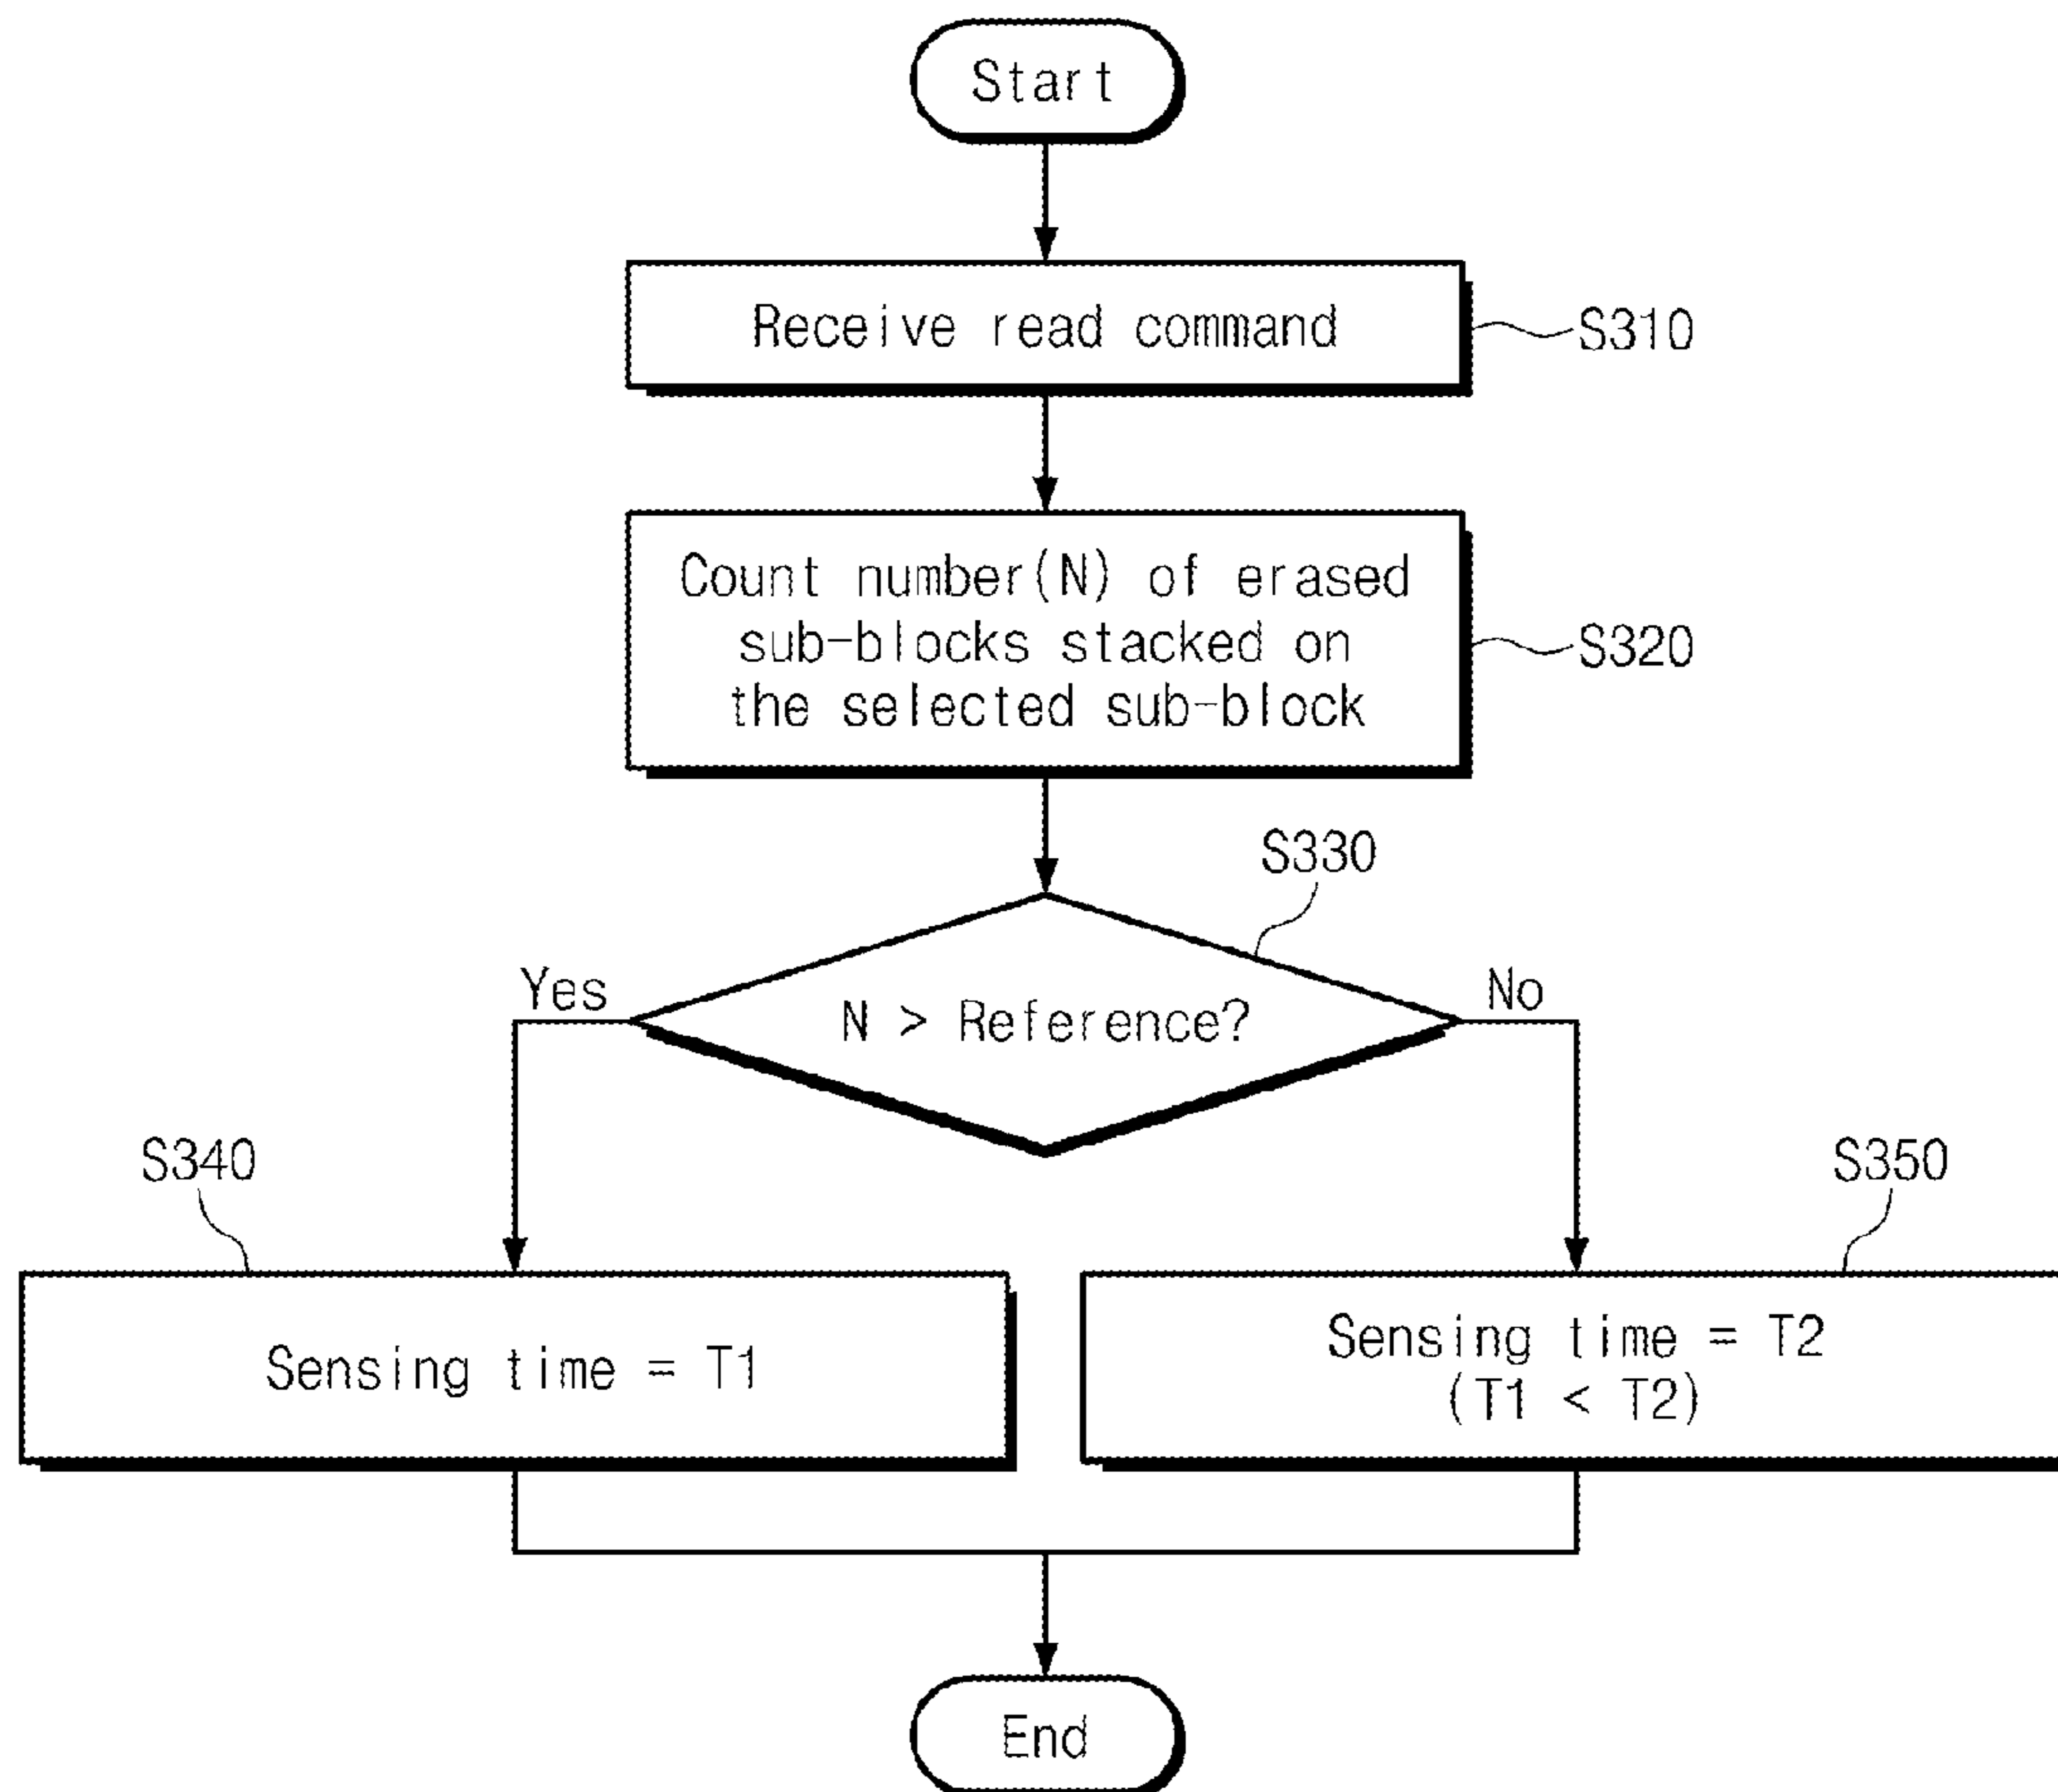 Start
Receive read command
S310
Count number(N) of erased
sub-blocks stacked on
the selected sub-block
S320
S330
N > Reference?
Yes
No
S340
Sensing time = T1
S350
Sensing time = T2
(T1 < T2)
End